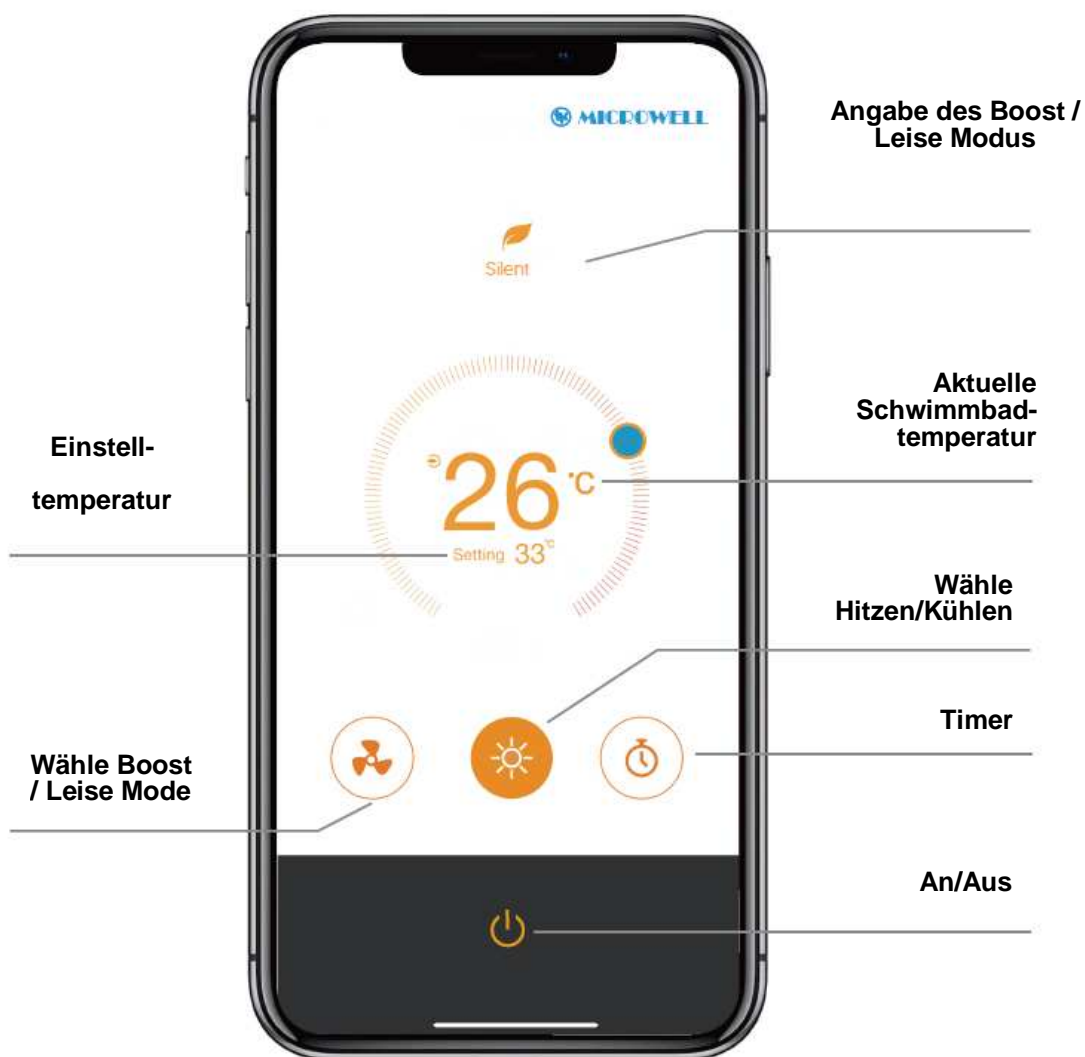 MICROWELL
Angabe des Boost /
Leise Modus
Silent
Aktuelle
Schwimmbad-
temperatur
Einstell-
temperatur
26 °C
Setting 33°C
Wähle
Hitzen/Kühlen
Timer
Wähle Boost
/ Leise Mode
An/Aus